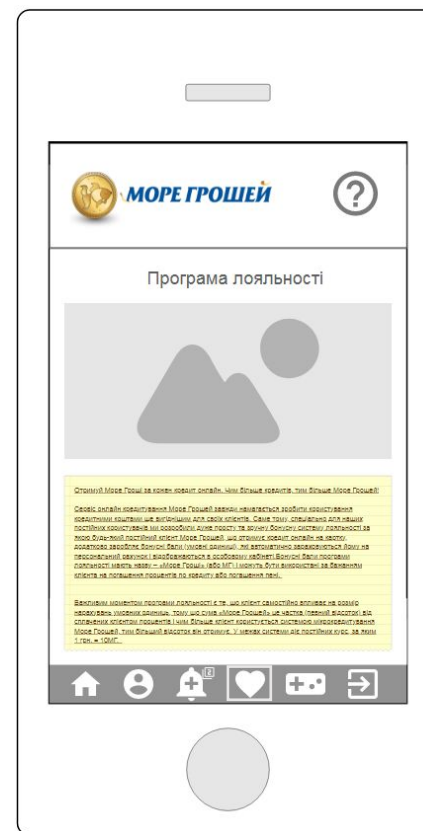 МОРЕ ГРОШЕЙ
?
Програма лояльності
Отримуй Море Грошi за кожен кредит онлайн. Чим більше кредитів, тим більше Море Грошей!
Сервіс онлайн кредитування Море Грошей завжди намагається зробити користування
кредитними коштами ще вигіднішим для своїх клієнтів. Саме тому, спеціально для наших
постійних користувачів ми розробили дуже просту та зручну бонусну систему лояльності за
якою будь-який постійний клієнт Море Грошей, що отримує кредит онлайн на картку,
додатково заробляє бонусні бали (умовні одиниці), які автоматично зараховуються йому на
персональний рахунок і відображаються в особовому кабінеті.Бонусні бали програми
лояльності мають назву – «Море Грошi» (або МГ) і можуть бути використані за бажанням
клієнта на погашення процентів по кредиту або погашення пені.
Важливим моментом програми лояльності є те, що клієнт самостійно впливає на розмір
нарахувань умовних одиниць, тому що сума «Море Грошей» це частка (певний відсоток) від
сплачених клієнтом процентів і чим більше клієнт користується системою мікрокредитування
Море Грошей, тим більший відсоток він отримує. У межах системи діє постійних курс, за яким
1 грн. = 10МГ.
2